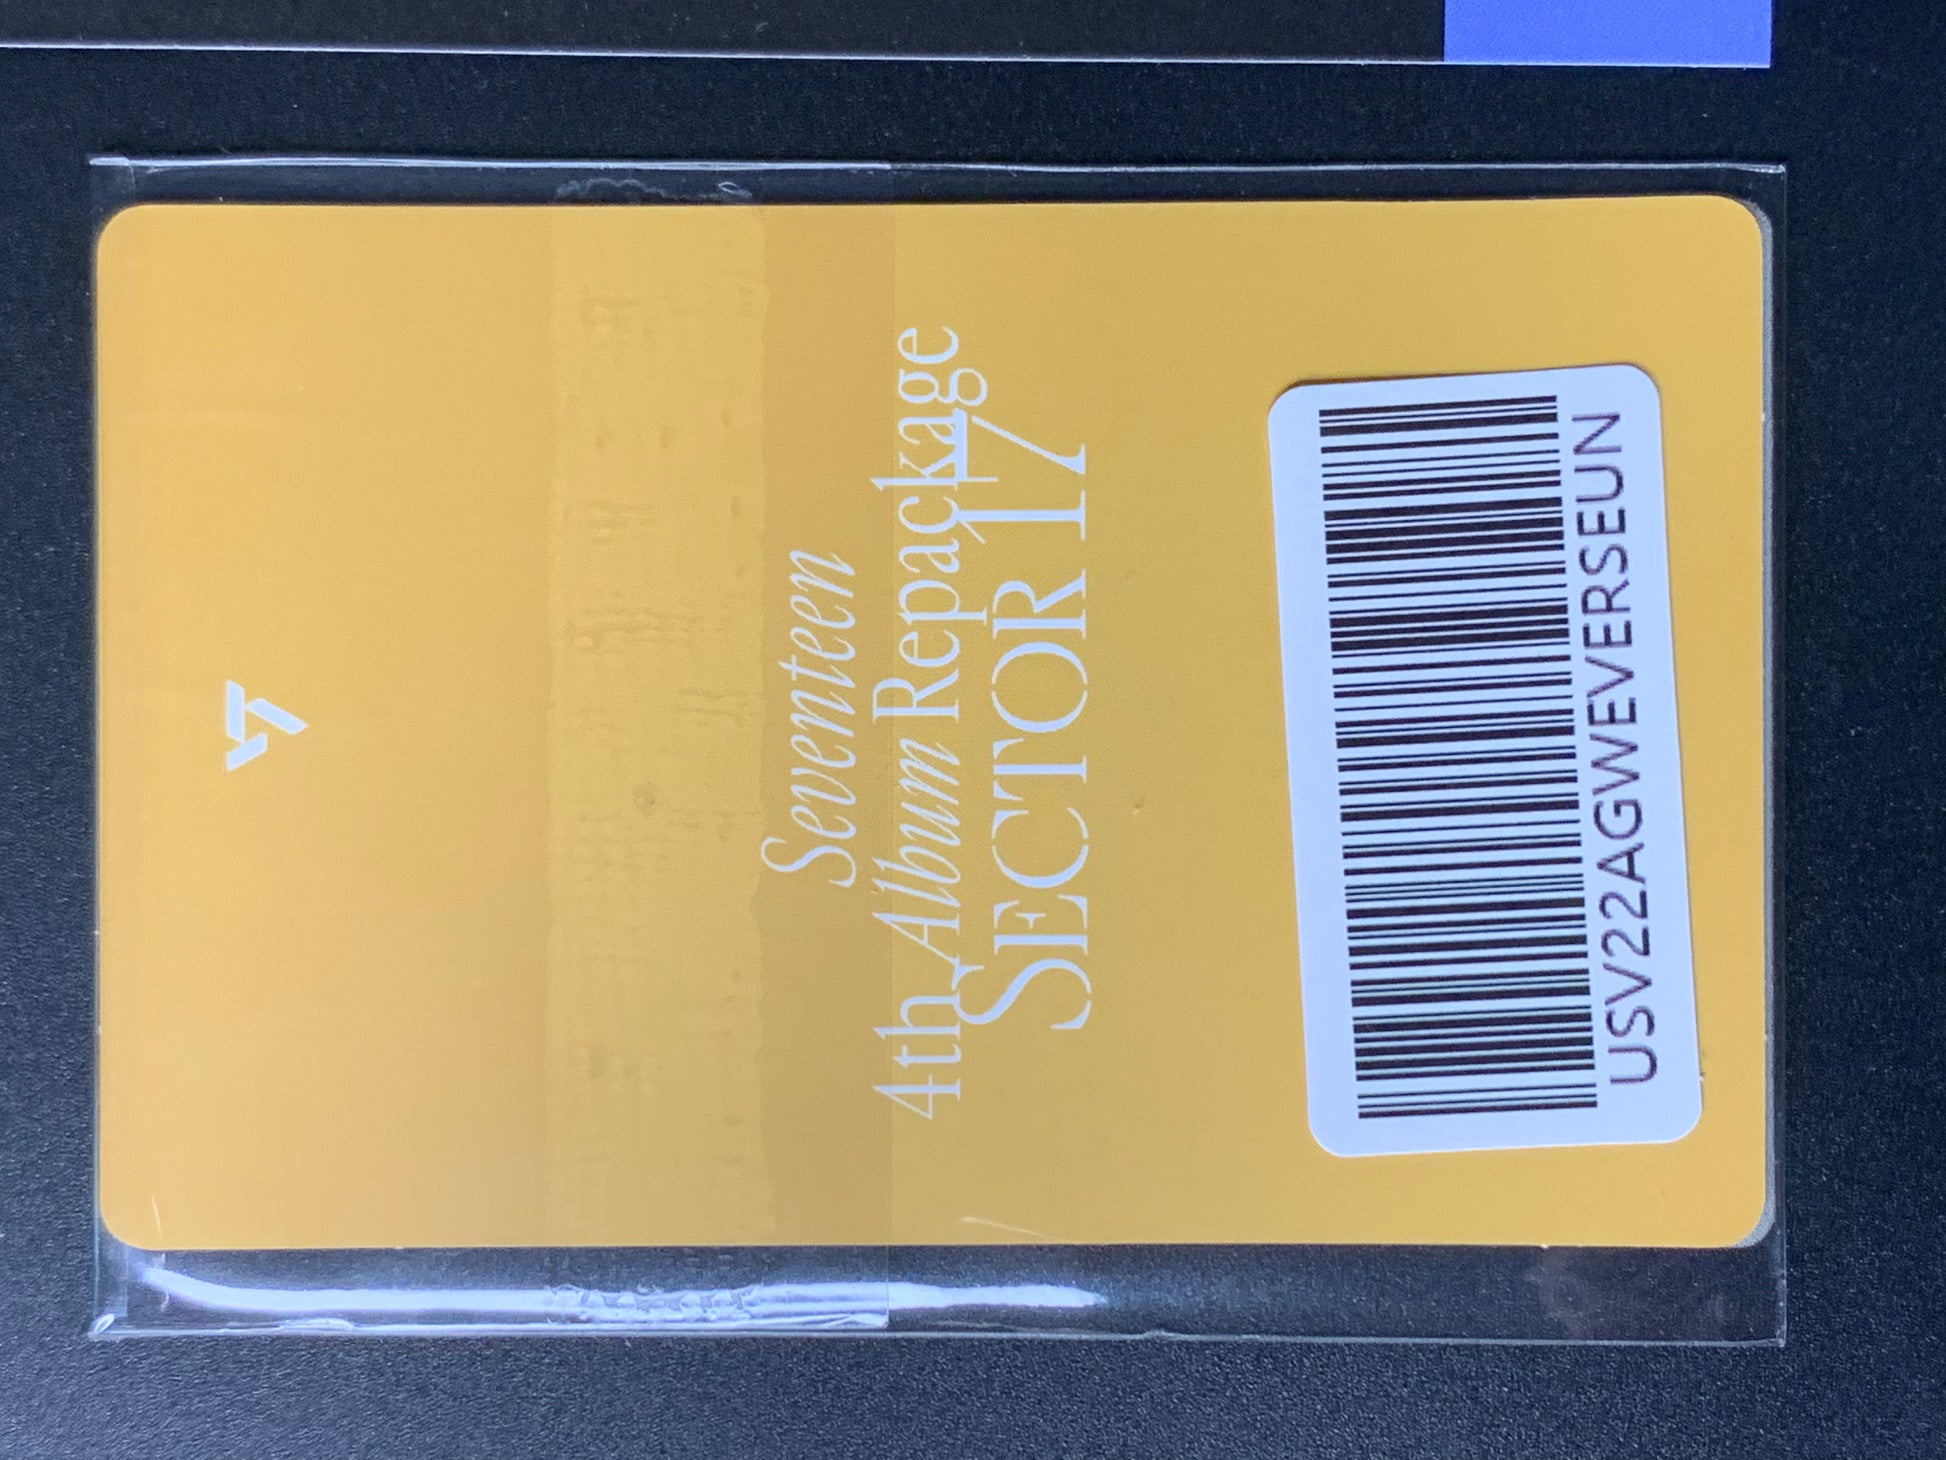 Seventeen
4th Album Repackage
SECTOR 17
USV22AGWEVERSEUN